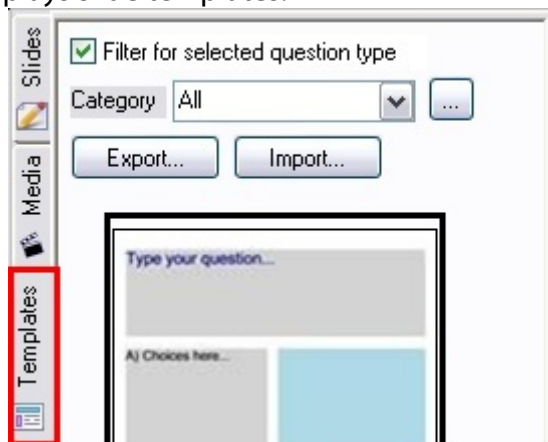 Slides
Filter for selected question type
Category All ...
Export... Import...
Media
Type your question...
Templates
A) Choices here...